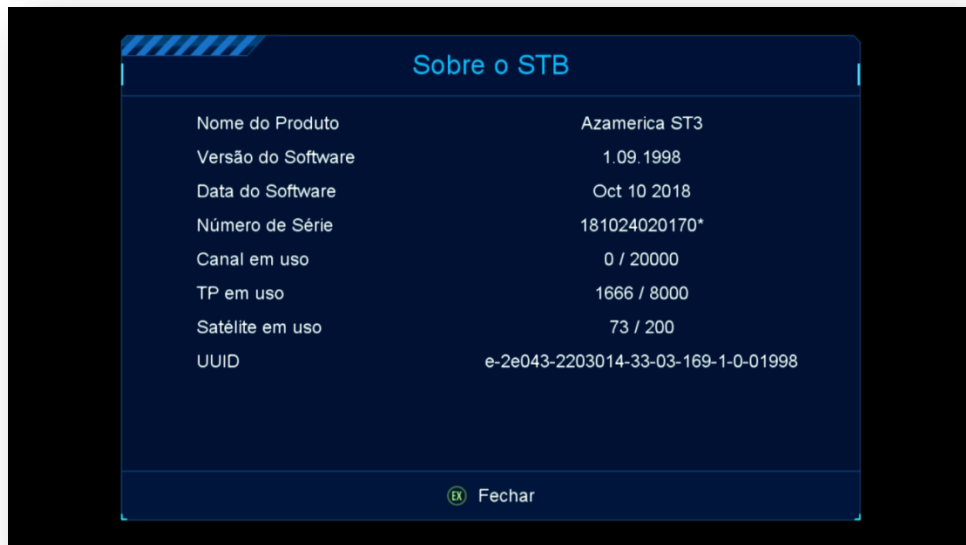 Sobre o STB
Nome do Produto Azamerica ST3
Versão do Software 1.09.1998
Data do Software Oct 10 2018
Número de Série 181024020170*
Canal em uso 0 / 20000
TP em uso 1666 / 8000
Satélite em uso 73 / 200
UUID e-2e043-2203014-33-03-169-1-0-01998
EX Fechar